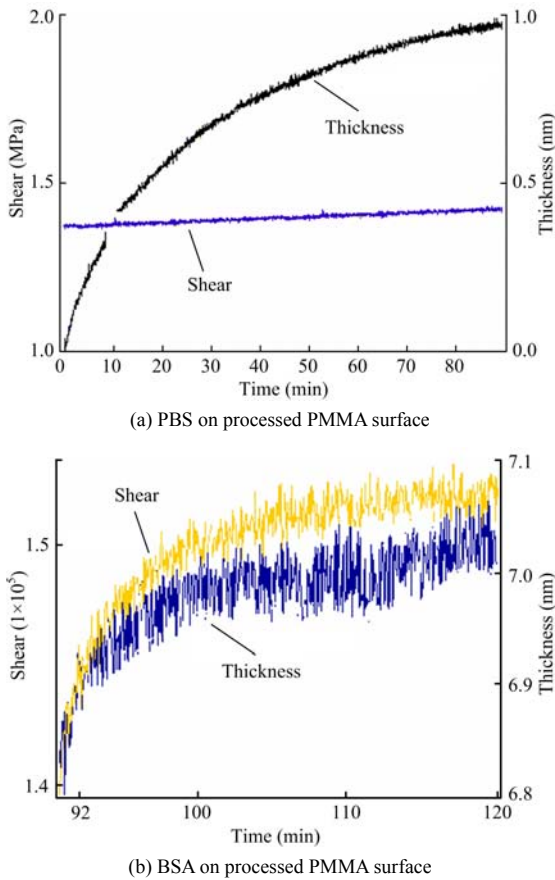 2.0
1.0
Thickness
Shear (MPa)
1.5
0.5
Thickness (nm)
Shear
1.0
0.0
0 10 20 30 40 50 60 70 80
Time (min)
(a) PBS on processed PMMA surface
7.1
Shear
1.5
7.0
Shear (1×10⁵)
Thickness (nm)
Thickness
6.9
1.4
6.8
92 100 110 120
Time (min)
(b) BSA on processed PMMA surface